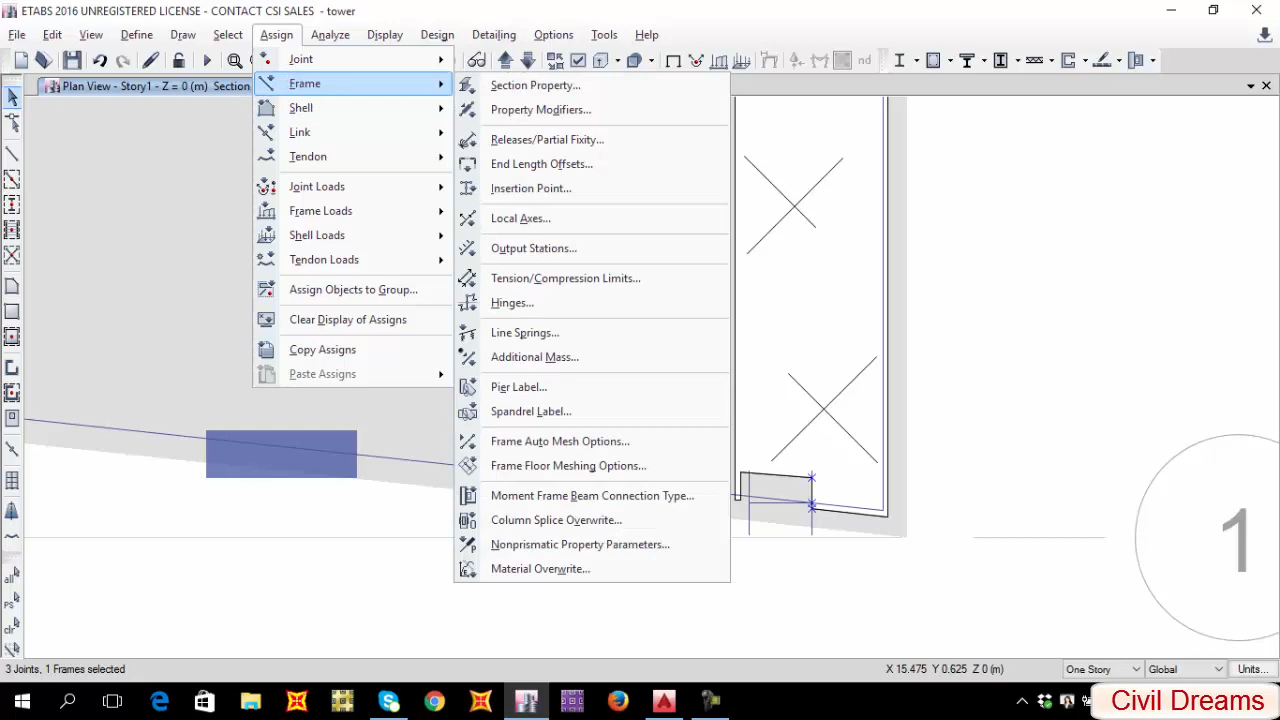 ETABS 2016 UNREGISTERED LICENSE - CONTACT CSI SALES - tower
File Edit View Define Draw Select Assign Analyze Display Design Detailing Options Tools Help
nd
Plan View - Story1 - Z = 0 (m) Section
Joint
Frame
Shell
Link
Tendon
Joint Loads
Frame Loads
Shell Loads
Tendon Loads
Assign Objects to Group...
Clear Display of Assigns
Copy Assigns
Paste Assigns
Section Property...
Property Modifiers...
Releases/Partial Fixity...
End Length Offsets...
Insertion Point...
Local Axes...
Output Stations...
Tension/Compression Limits...
Hinges...
Line Springs...
Additional Mass...
Pier Label...
Spandrel Label...
Frame Auto Mesh Options...
Frame Floor Meshing Options...
Moment Frame Beam Connection Type...
Column Splice Overwrite...
Nonprismatic Property Parameters...
Material Overwrite...
all
PS
clr
1
3 Joints, 1 Frames selected
X 15.475 Y 0.625 Z 0 (m)
One Story
Global
Units...
Civil Dreams